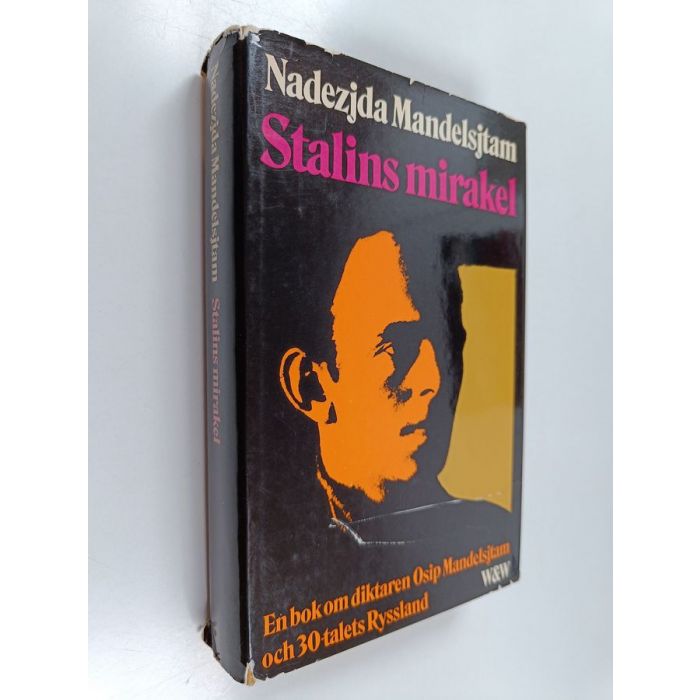 Nadezjda Mandelsjtam
Stalins mirakel
En bok om diktaren Osip Mandelsjtam
och 30-talets Ryssland
W&W
Nadezjda Mandelsjtam Stalins mirakel